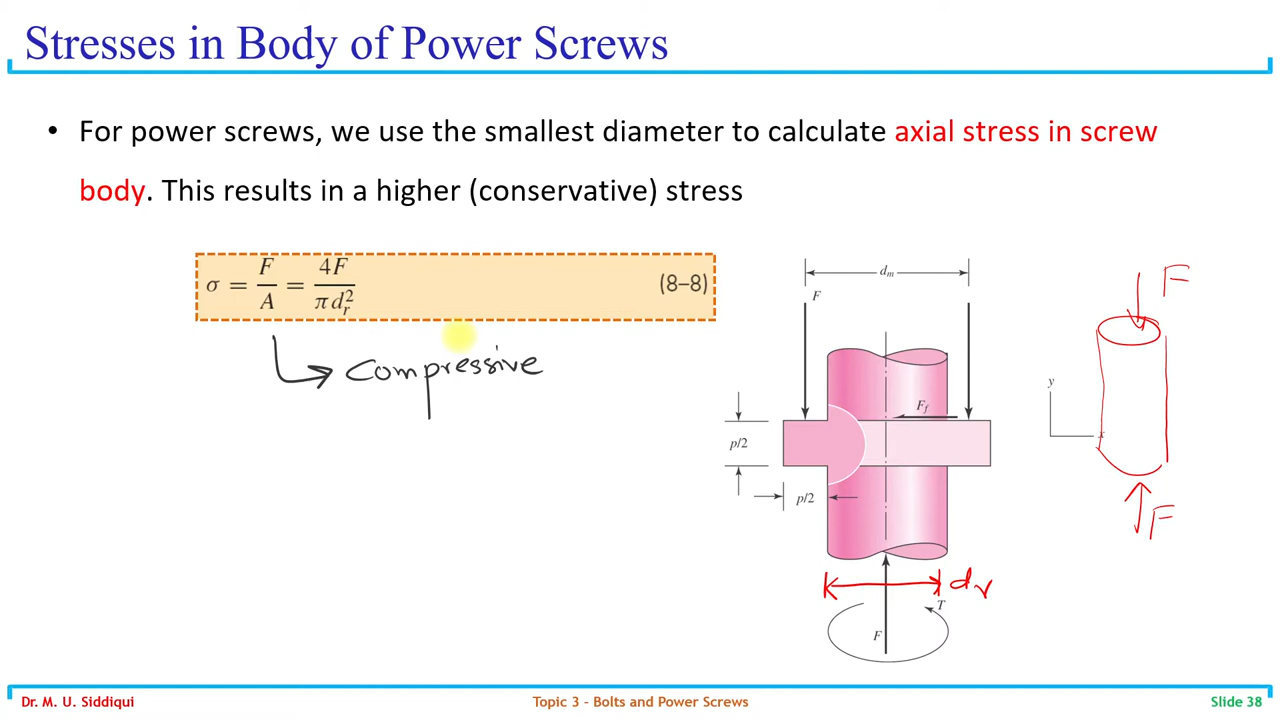 Stresses in Body of Power Screws
• For power screws, we use the smallest diameter to calculate axial stress in screw
body. This results in a higher (conservative) stress
σ = F/A = 4F/πd_r^2 (8–8)
Compressive
d_m
F
F_f
p/2
p/2
d_r
T
F
y
x
F
F
Dr. M. U. Siddiqui
Topic 3 – Bolts and Power Screws
Slide 38